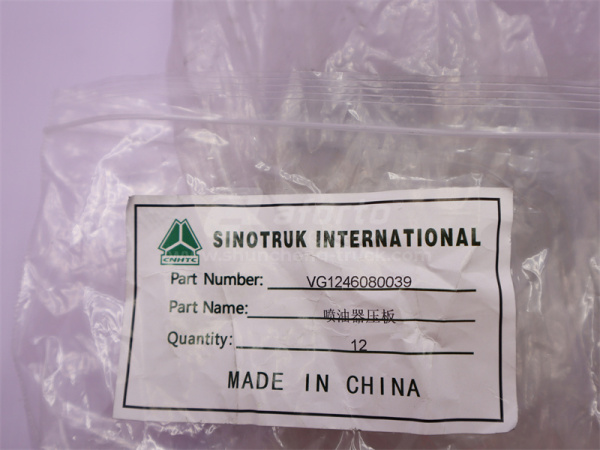 SINOTRUK INTERNATIONAL
CNHTC
Part Number: VG1246080039
Part Name: 喷油器压板
Quantity: 12
MADE IN CHINA